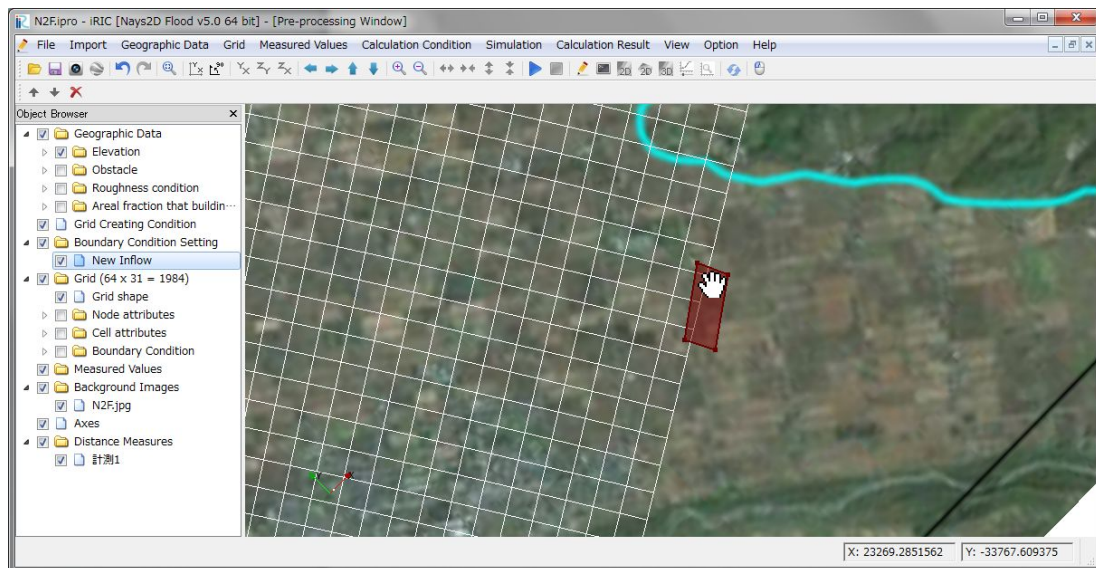 N2F.ipro - iRIC [Nays2D Flood v5.0 64 bit] - [Pre-processing Window]
File Import Geographic Data Grid Measured Values Calculation Condition Simulation Calculation Result View Option Help
Object Browser
Geographic Data
Elevation
Obstacle
Roughness condition
Areal fraction that buildin···
Grid Creating Condition
Boundary Condition Setting
New Inflow
Grid (64 x 31 = 1984)
Grid shape
Node attributes
Cell attributes
Boundary Condition
Measured Values
Background Images
N2F.jpg
Axes
Distance Measures
計測1
X: 23269.2851562 Y: -33767.609375